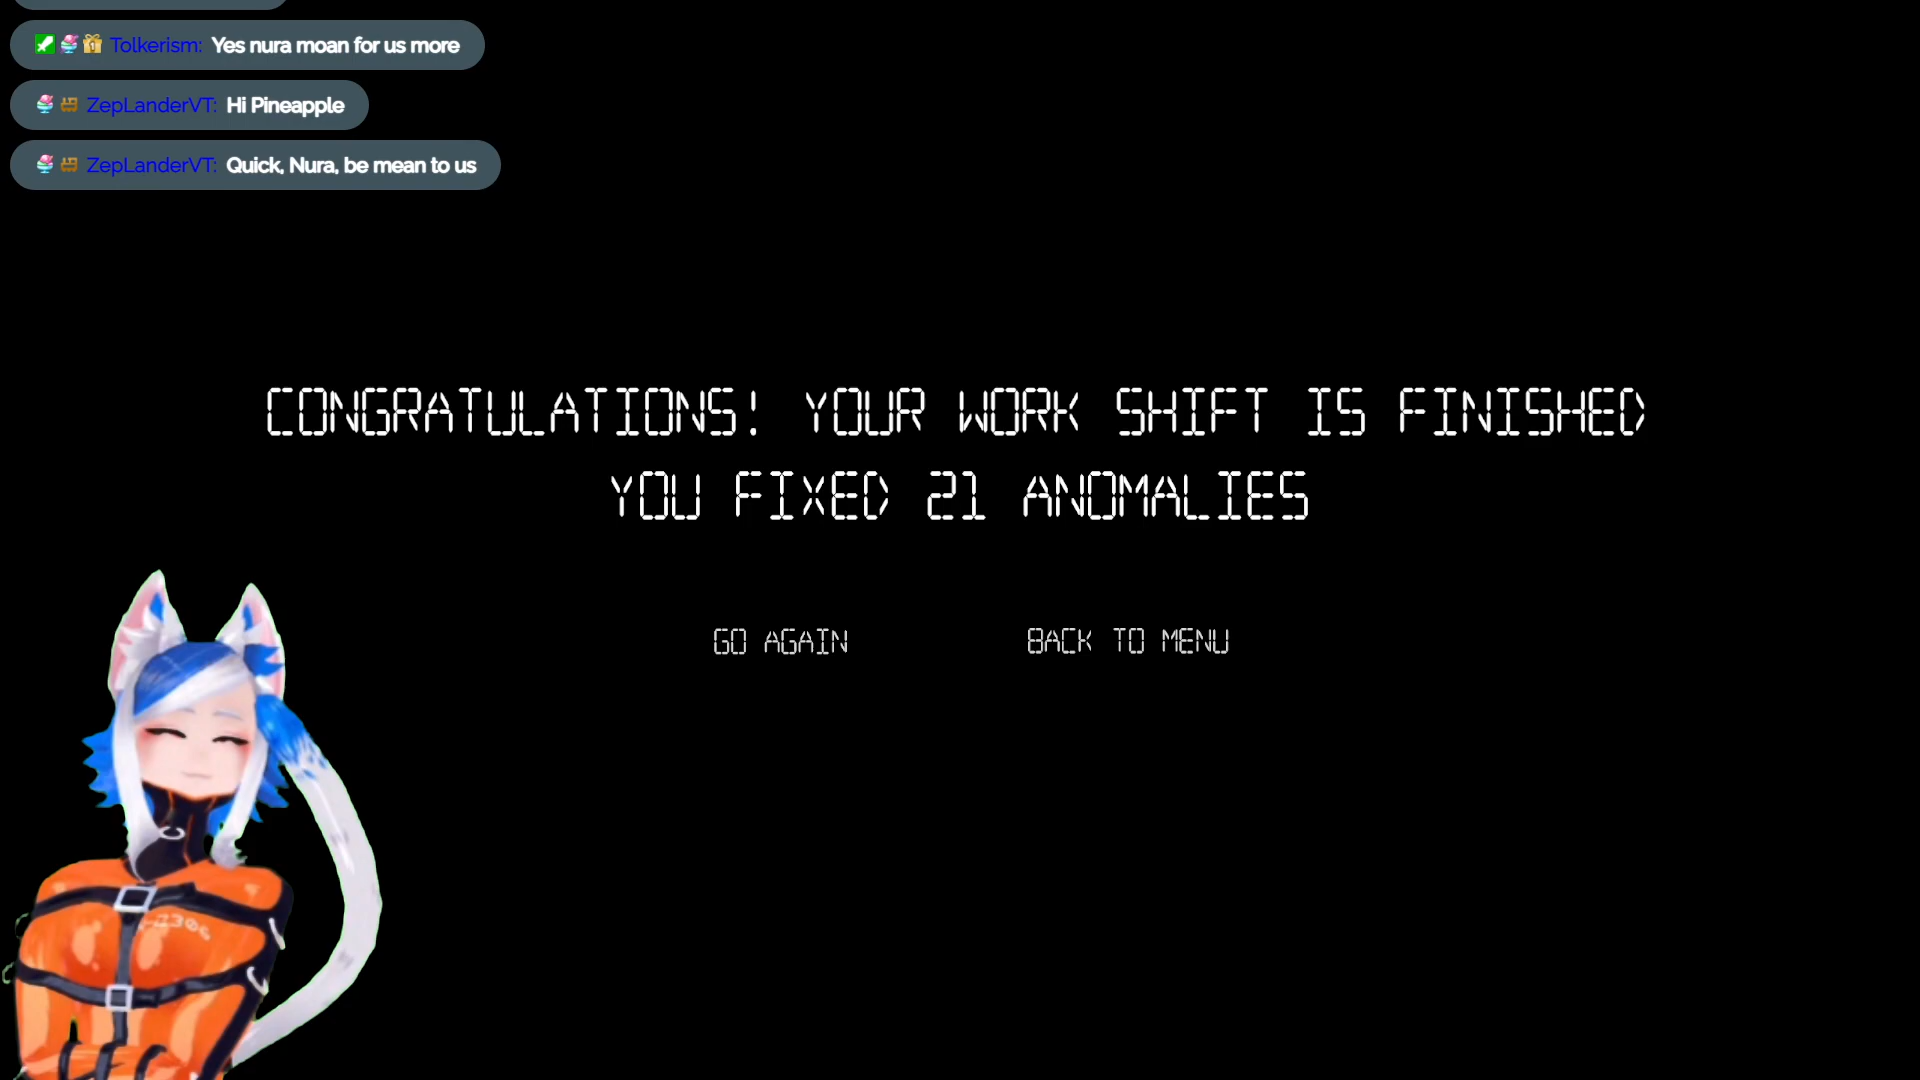 Tolkerism: Yes nura moan for us more
ZepLanderVT: Hi Pineapple
ZepLanderVT: Quick, Nura, be mean to us
CONGRATULATIONS! YOUR WORK SHIFT IS FINISHED
YOU FIXED 21 ANOMALIES
GO AGAIN
BACK TO MENU